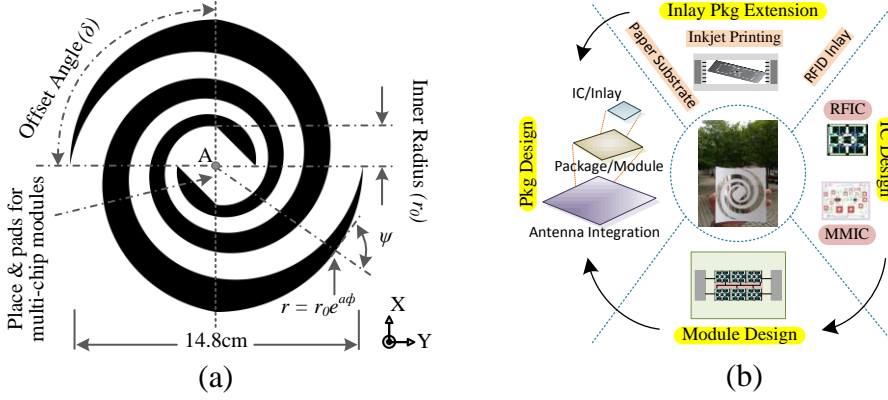 Offset Angle(δ)
A
Inner Radius (r₀)
Place & pads for
multi-chip modules
ψ
r = r₀e^{aϕ}
14.8cm
X
Y
(a)
Inlay Pkg Extension
Paper Substrate
Inkjet Printing
RFID Inlay
IC/Inlay
Package/Module
Antenna Integration
Pkg Design
RFIC
MMIC
IC Design
Module Design
(b)